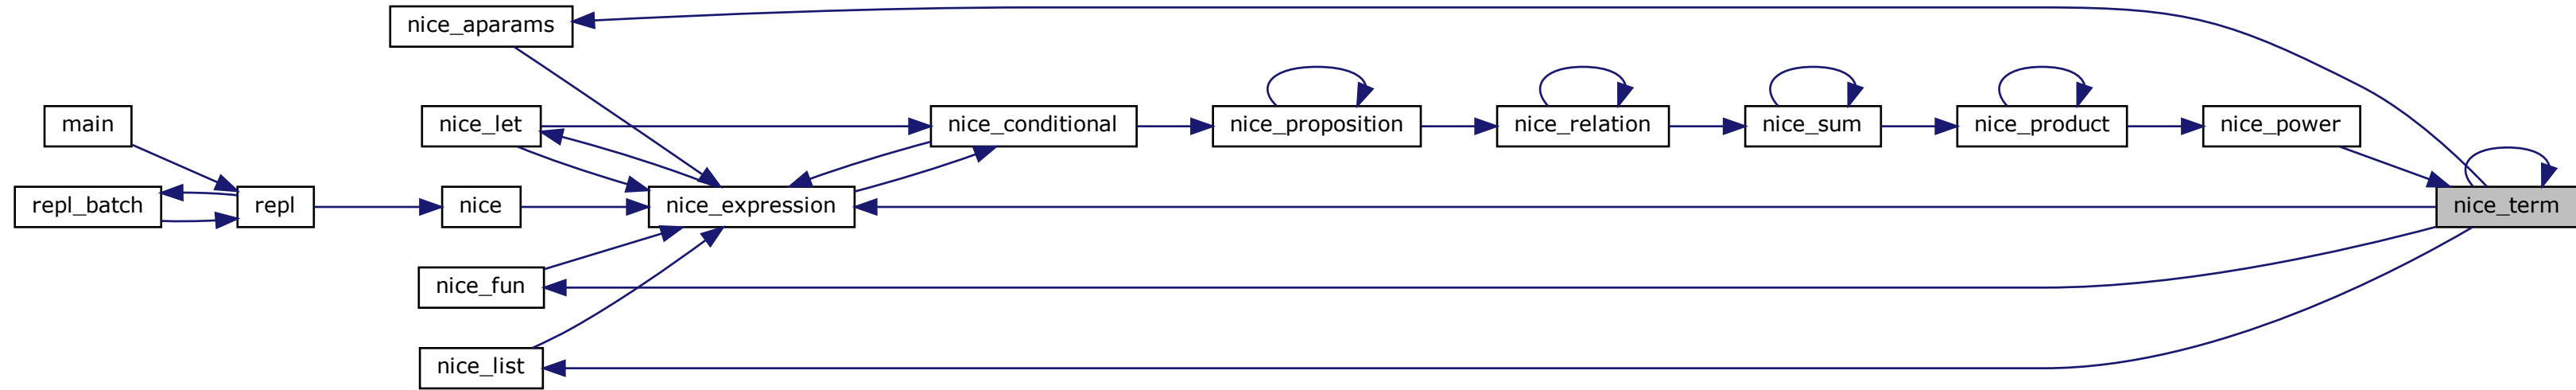 nice_aparams
main
nice_let
nice_conditional
nice_proposition
nice_relation
nice_sum
nice_product
nice_power
repl_batch
repl
nice
nice_expression
nice_term
nice_fun
nice_list